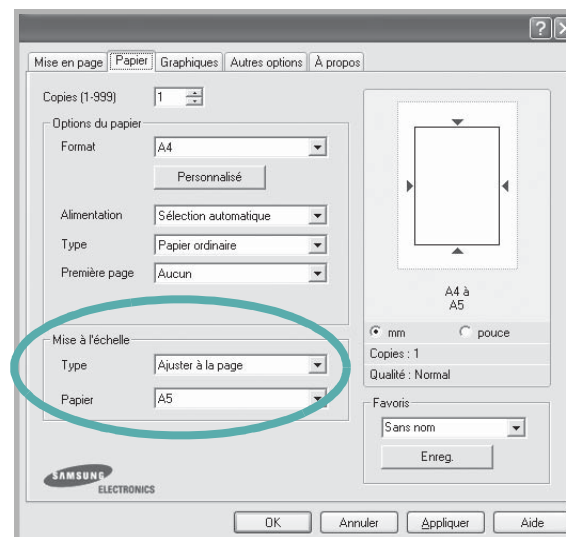 Mise en page Papier Graphiques Autres options À propos
Copies (1-999) 1
Options du papier
Format A4
Personnalisé
Alimentation Sélection automatique
Type Papier ordinaire
Première page Aucun
Mise à l'échelle
Type Ajuster à la page
Papier A5
SAMSUNG
ELECTRONICS
A4 à
A5
mm pouce
Copies : 1
Qualité : Normal
Favoris
Sans nom
Enreg.
OK Annuler Appliquer Aide